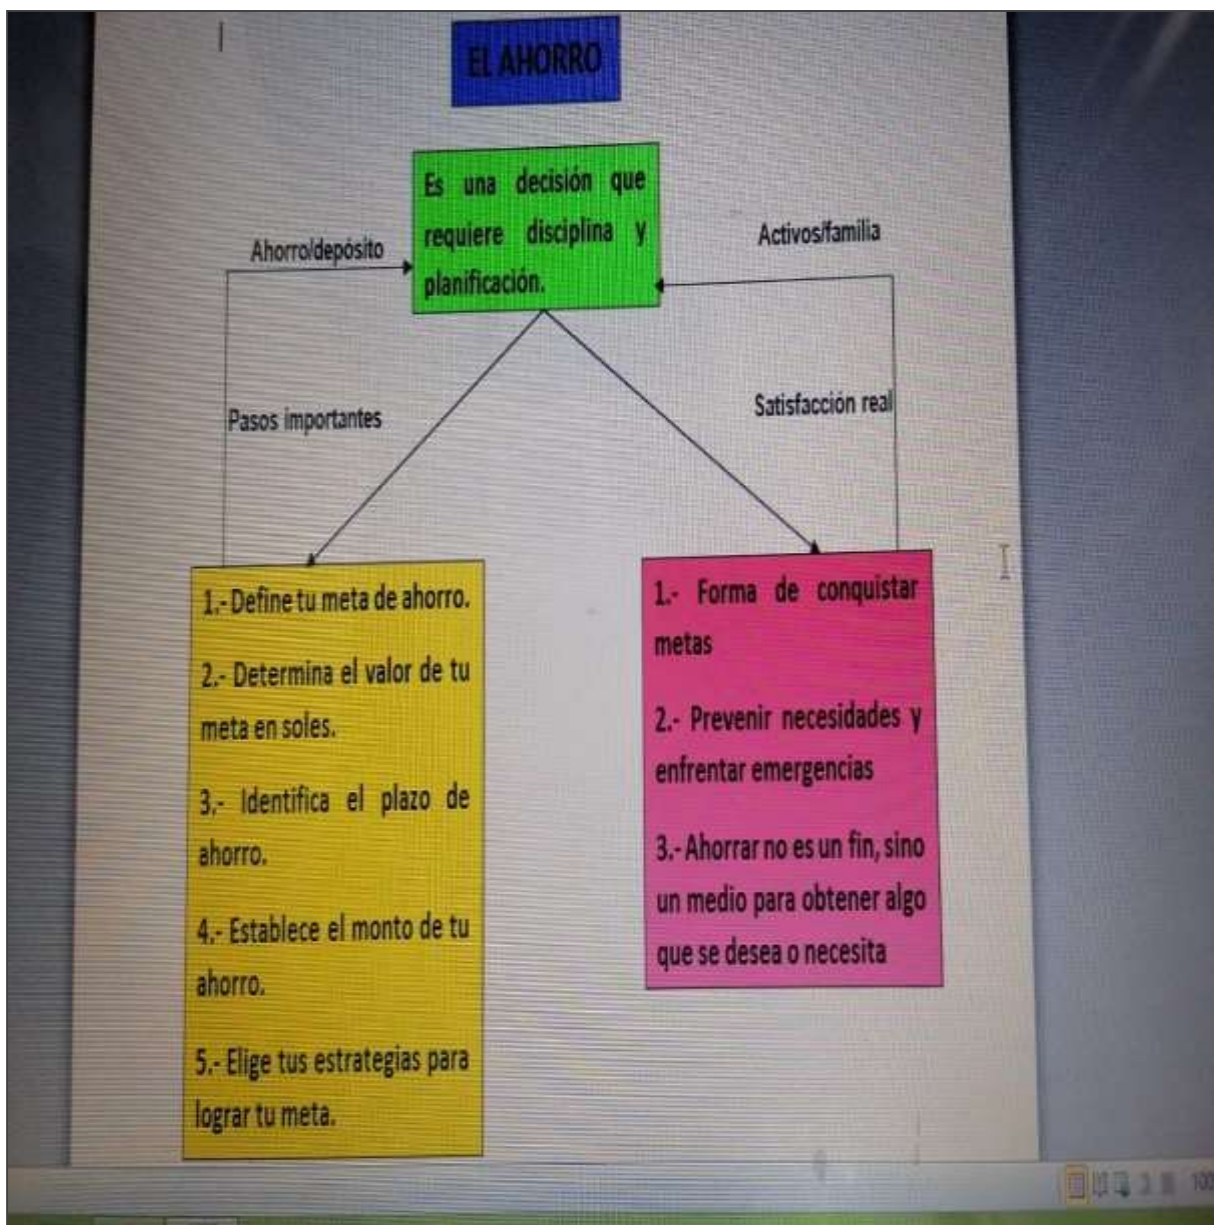 EL AHORRO
Es una decisión que
requiere disciplina y
planificación.
Ahorro/depósito
Activos/familia
Pasos importantes
Satisfacción real
1.- Define tu meta de ahorro.
2.- Determina el valor de tu
meta en soles.
3.- Identifica el plazo de
ahorro.
4.- Establece el monto de tu
ahorro.
5.- Elige tus estrategias para
lograr tu meta.
1.- Forma de conquistar
metas
2.- Prevenir necesidades y
enfrentar emergencias
3.- Ahorrar no es un fin, sino
un medio para obtener algo
que se desea o necesita
100